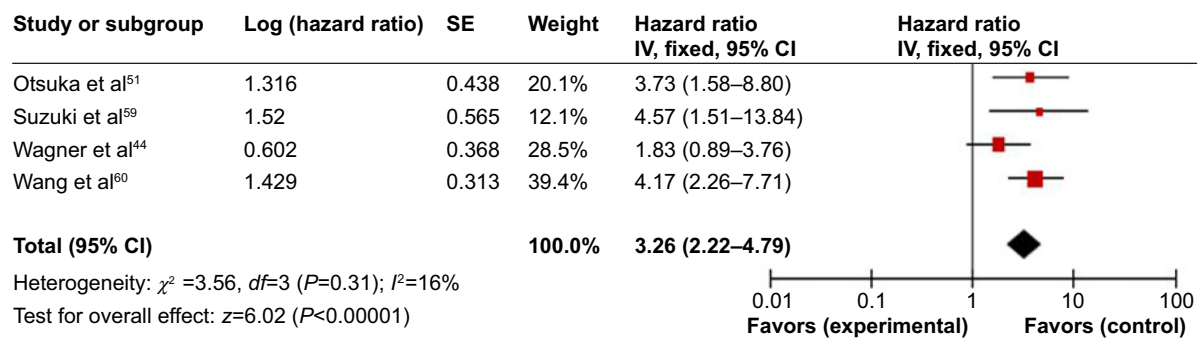 Study or subgroup Log (hazard ratio) SE Weight Hazard ratio Hazard ratio
IV, fixed, 95% CI IV, fixed, 95% CI
Otsuka et al⁵¹ 1.316 0.438 20.1% 3.73 (1.58–8.80)
Suzuki et al⁵⁹ 1.52 0.565 12.1% 4.57 (1.51–13.84)
Wagner et al⁴⁴ 0.602 0.368 28.5% 1.83 (0.89–3.76)
Wang et al⁶⁰ 1.429 0.313 39.4% 4.17 (2.26–7.71)
Total (95% CI) 100.0% 3.26 (2.22–4.79)
Heterogeneity: χ² =3.56, df=3 (P=0.31); I²=16%
Test for overall effect: z=6.02 (P<0.00001)
0.01 0.1 1 10 100
Favors (experimental) Favors (control)